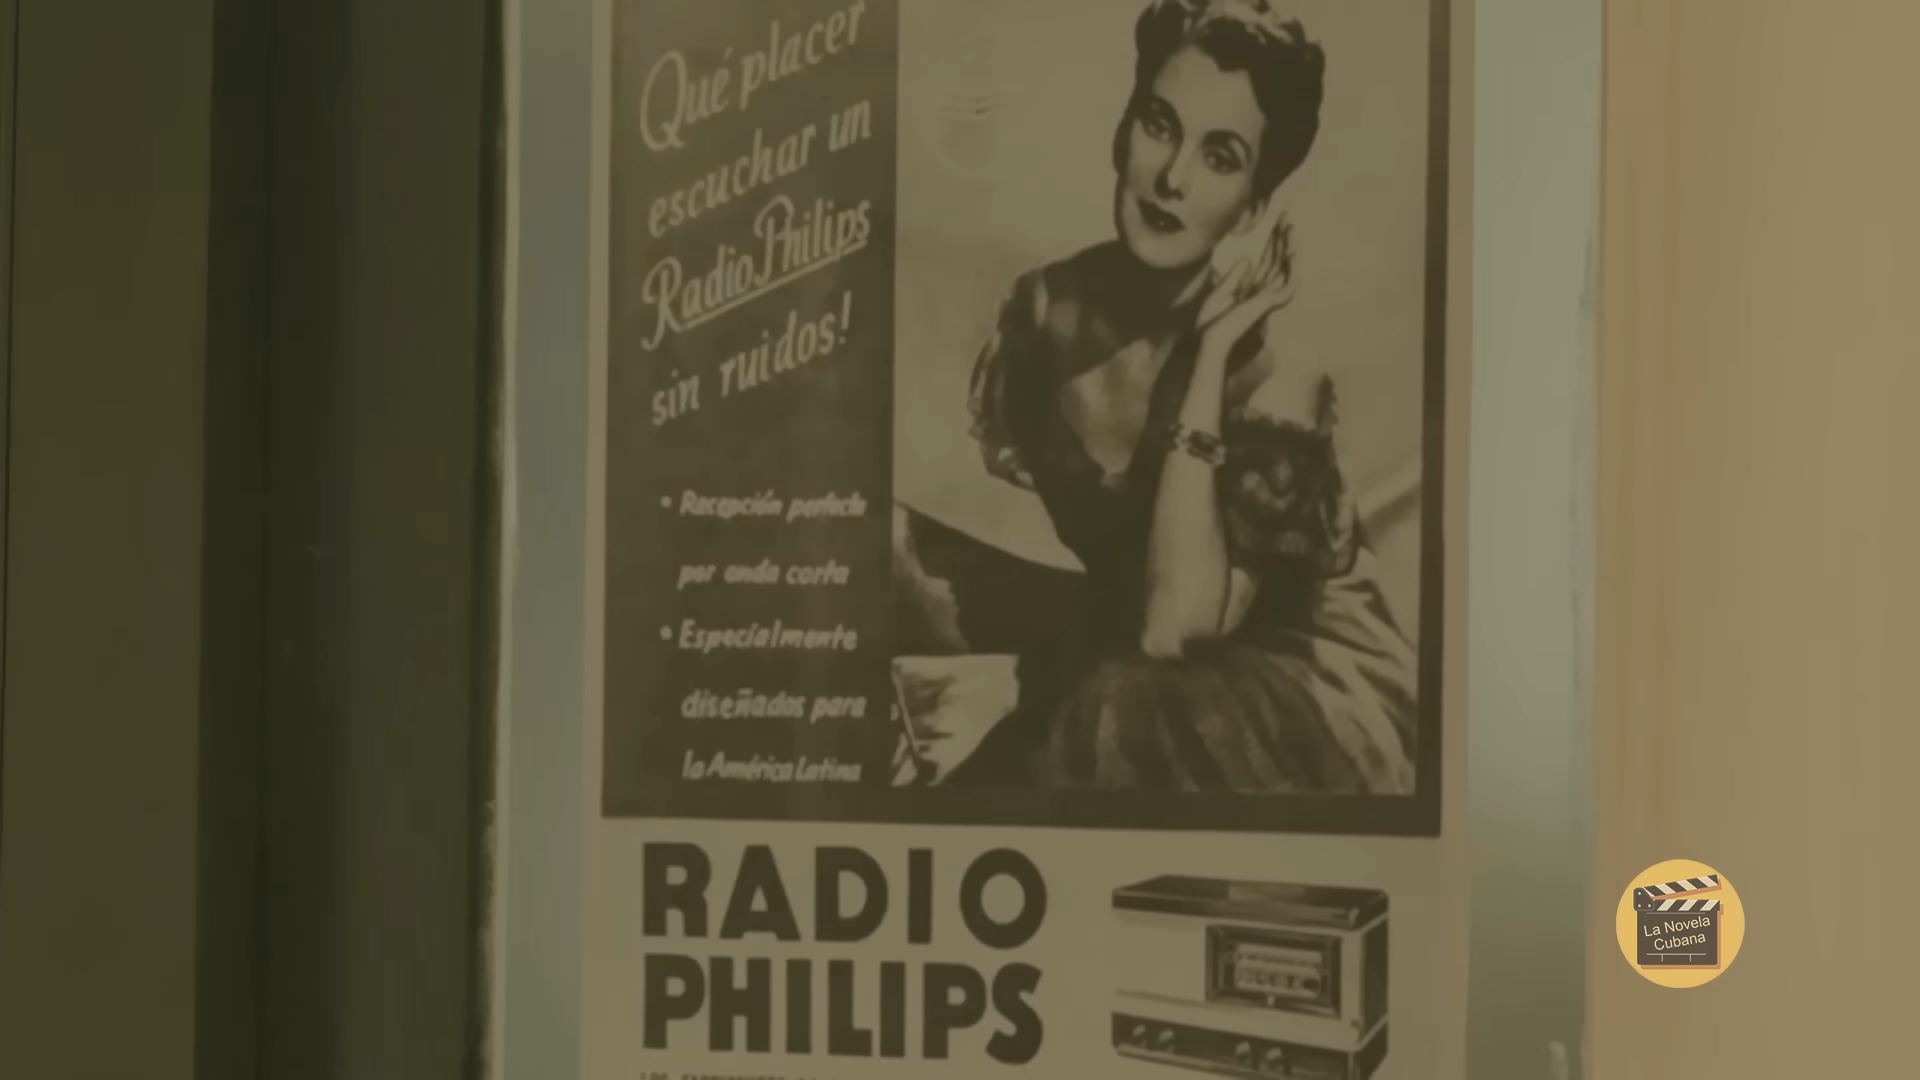 Qué placer
escuchar un
Radio Philips
sin ruidos!
• Recepción perfecta
por onda corta
• Especialmente
diseñados para
la América Latina
RADIO
PHILIPS
La Novela
Cubana